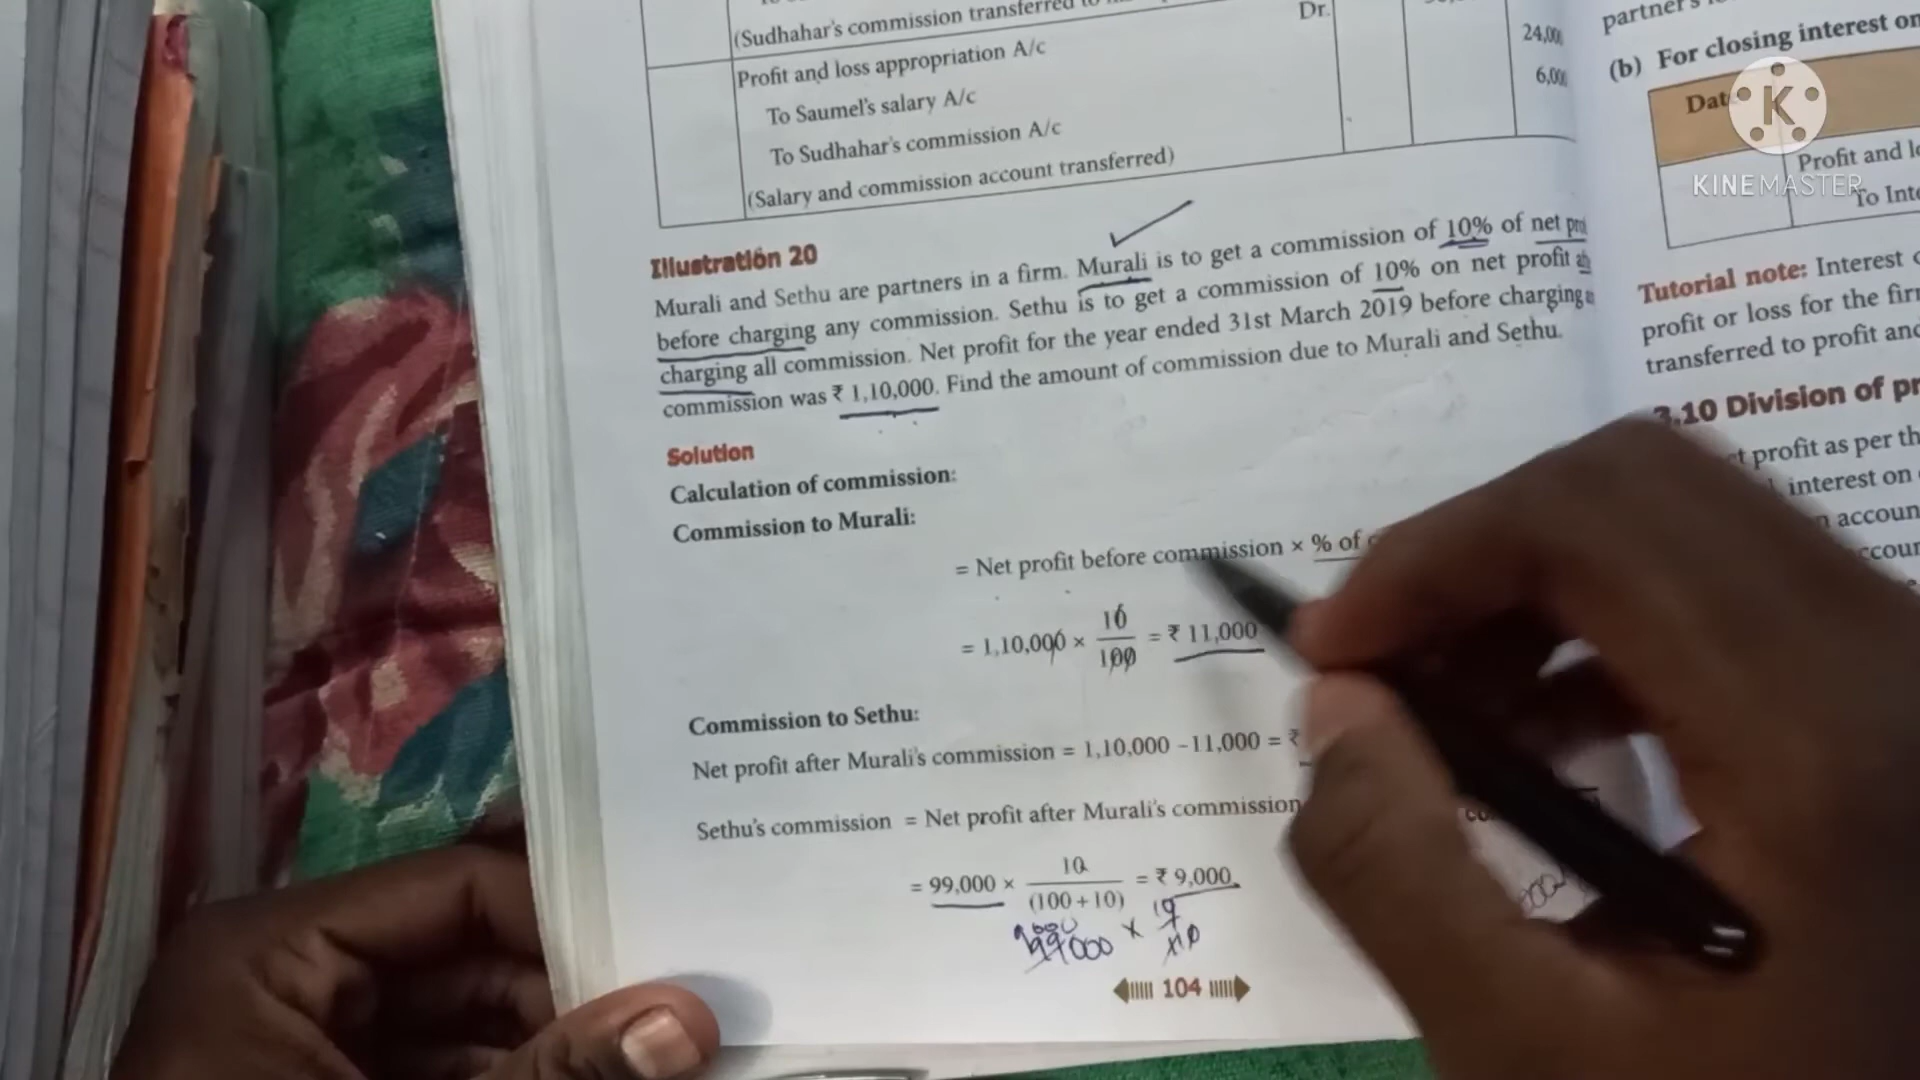 (Sudhahar's commission transferred to
Dr.
Profit and loss appropriation A/c
24,00
To Saumel's salary A/c
6,00
To Sudhahar's commission A/c
(Salary and commission account transferred)
Illustration 20
Murali and Sethu are partners in a firm. Murali is to get a commission of 10% of net
before charging any commission. Sethu is to get a commission of 10% on net profit
charging all commission. Net profit for the year ended 31st March 2019 before charging
commission was ₹ 1,10,000. Find the amount of commission due to Murali and Sethu.
Solution
Calculation of commission:
Commission to Murali:
= Net profit before commission × % of
= 1,10,000 × 10/100 = ₹ 11,000
Commission to Sethu:
Net profit after Murali's commission = 1,10,000 – 11,000 = ₹
Sethu's commission = Net profit after Murali's commission
= 99,000 × 10/(100 + 10) = ₹ 9,000
99000 ×
104
partner's
(b) For closing interest on
Dat
Profit and
To Inte
Tutorial note: Interest
profit or loss for the fir
transferred to profit and
3.10 Division of pr
t profit as per th
interest on
accoun
K
KINEMASTER